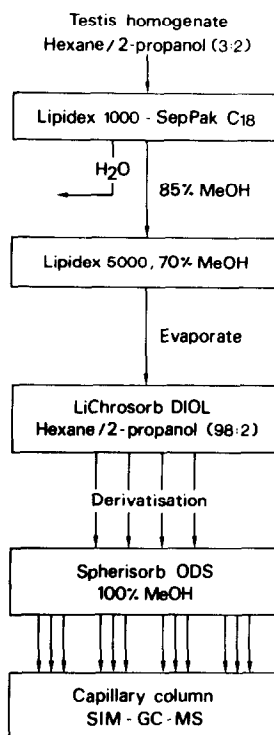 Testis homogenate
Hexane/2-propanol (3:2)
Lipidex 1000 - SepPak C18
H2O
85% MeOH
Lipidex 5000, 70% MeOH
Evaporate
LiChrosorb DIOL
Hexane/2-propanol (98:2)
Derivatisation
Spherisorb ODS
100% MeOH
Capillary column
SIM - GC - MS